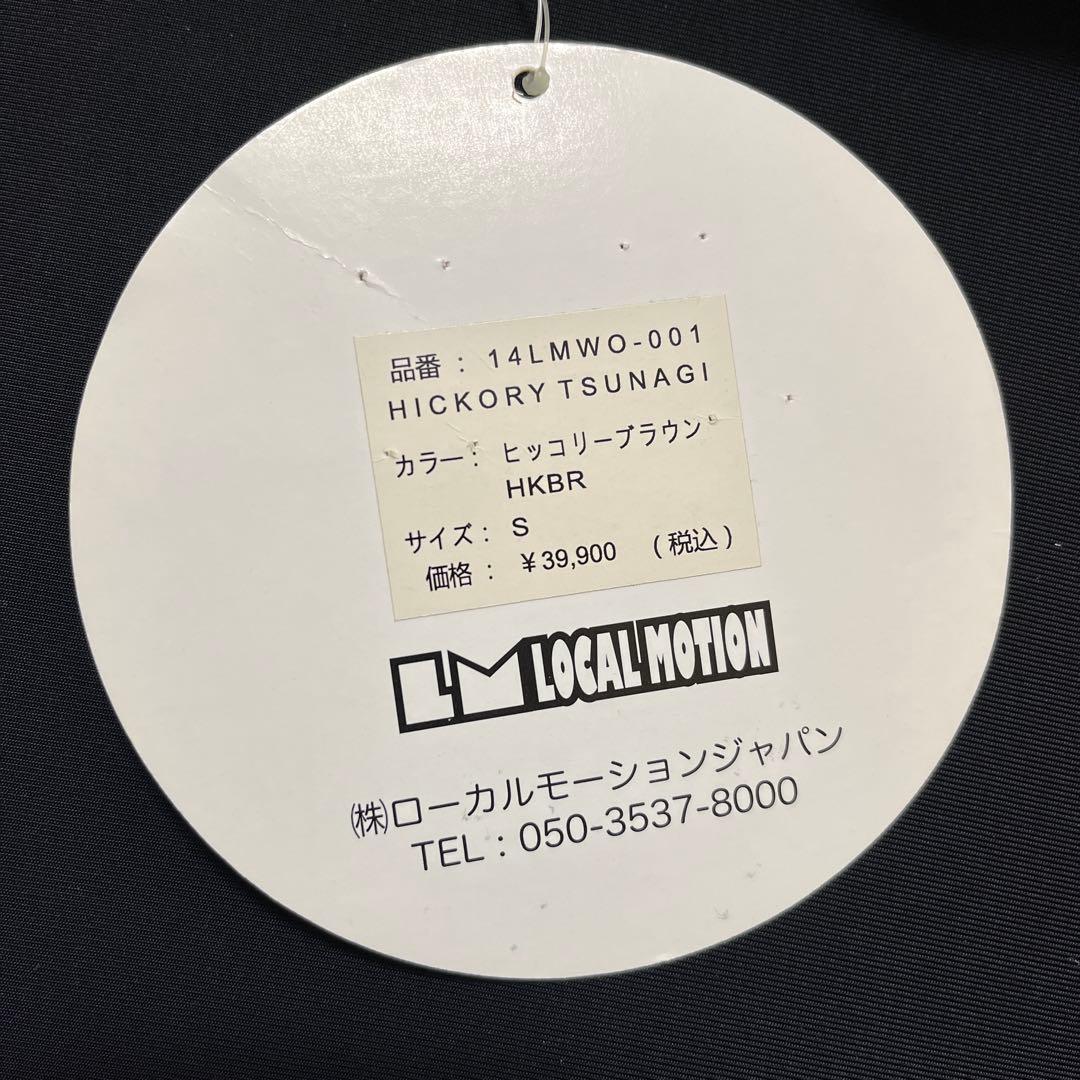 品番 : 14LMWO-001
HICKORY TSUNAGI
カラー : ヒッコリーブラウン
HKBR
サイズ : S
価格 : ¥39,900 (税込)
LM LOCAL MOTION
㈱ローカルモーションジャパン
TEL : 050-3537-8000